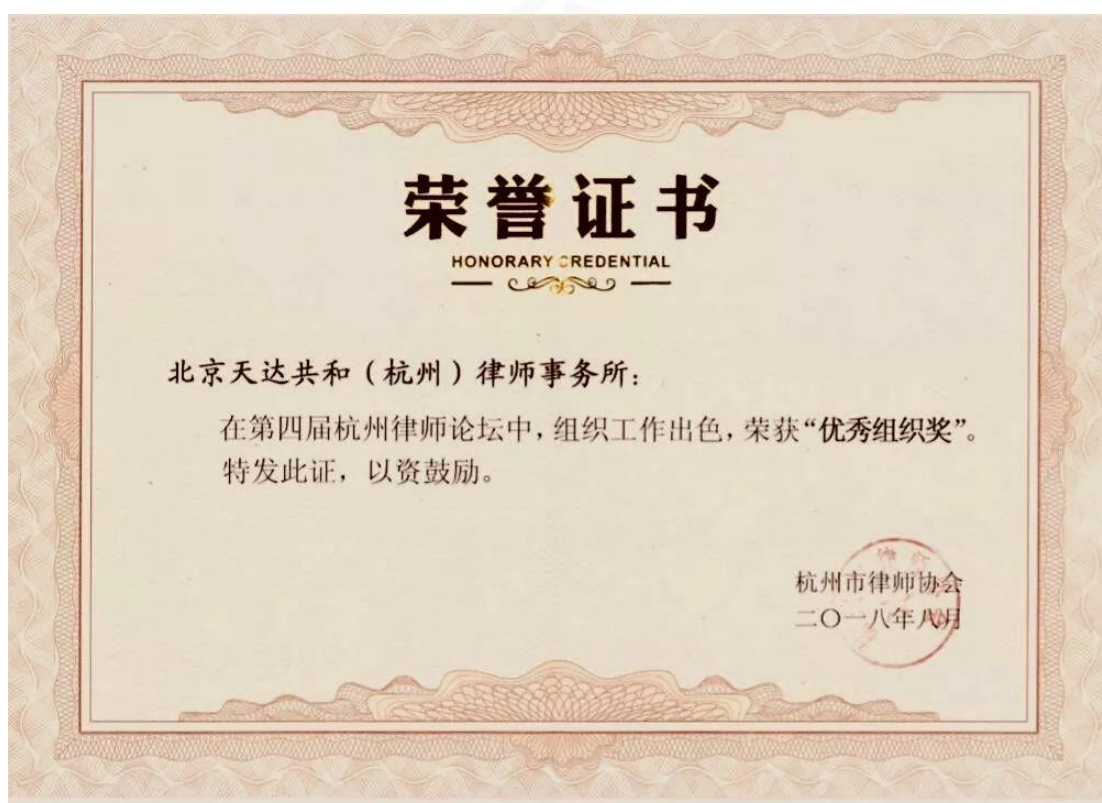 荣誉证书
HONORARY CREDENTIAL
北京天达共和（杭州）律师事务所：
在第四届杭州律师论坛中，组织工作出色，荣获“优秀组织奖”。
特发此证，以资鼓励。
杭州市律师协会
二〇一八年八月